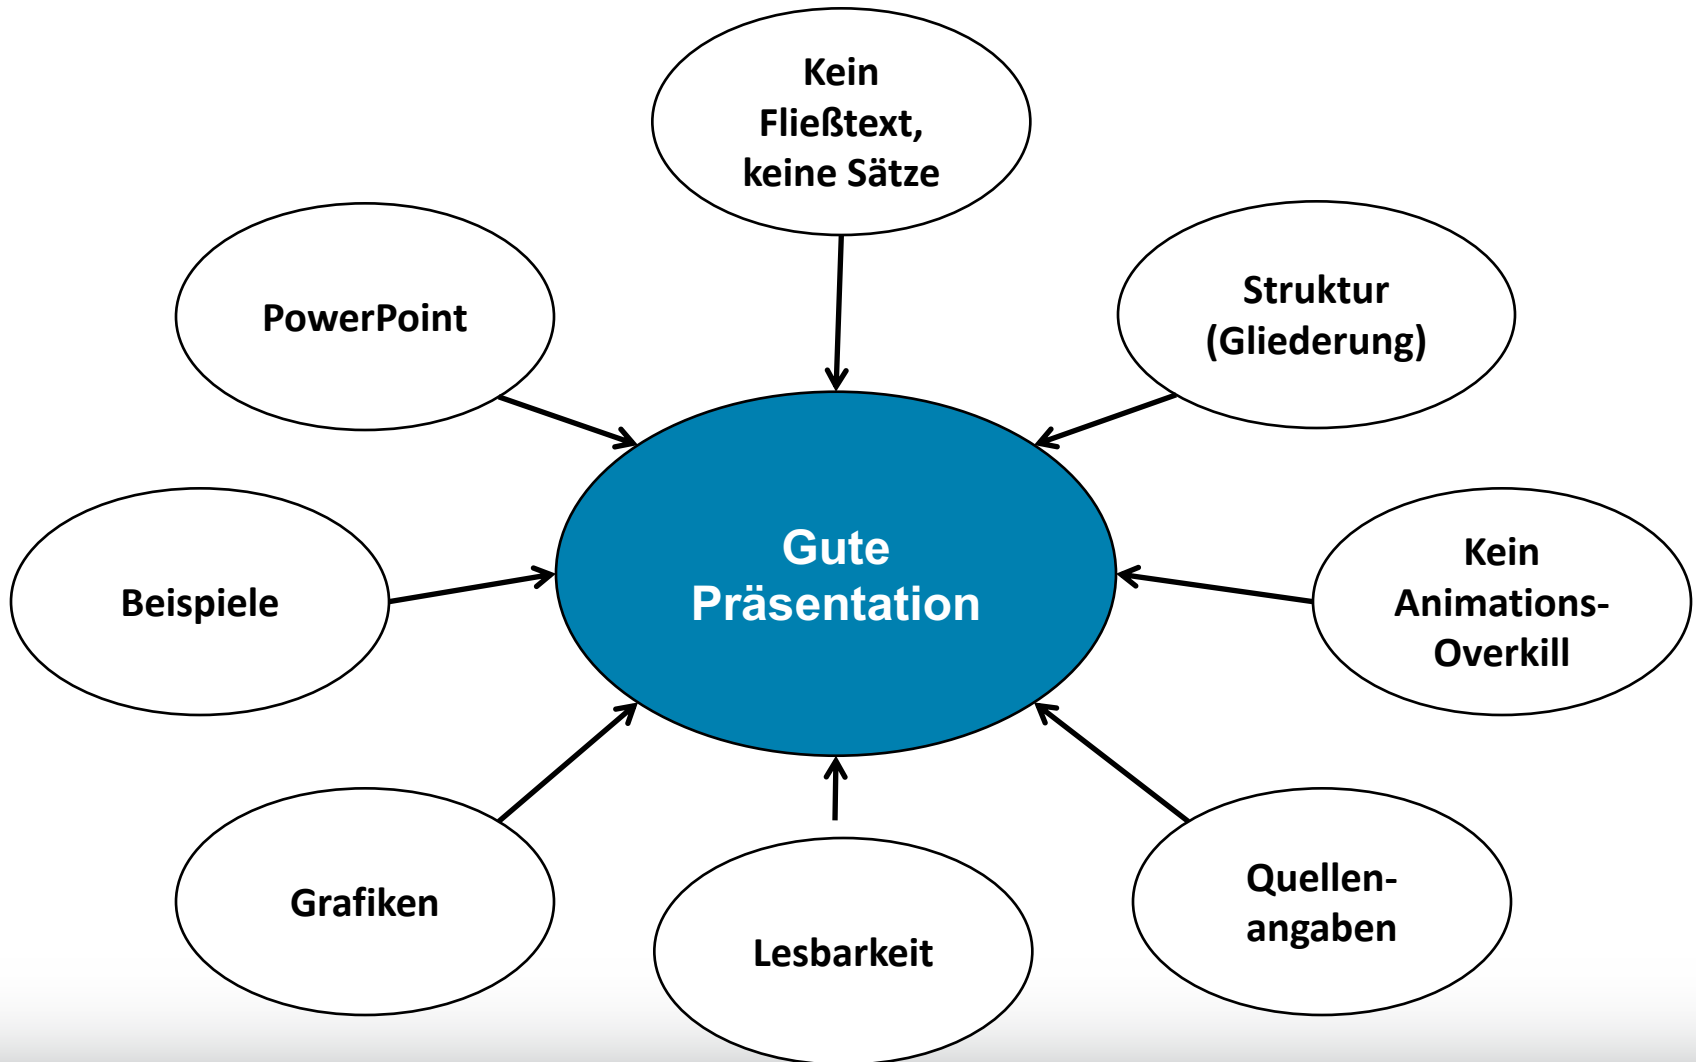 Kein
Fließtext,
keine Sätze
PowerPoint
Struktur
(Gliederung)
Beispiele
Gute
Präsentation
Kein
Animations-
Overkill
Grafiken
Lesbarkeit
Quellen-
angaben